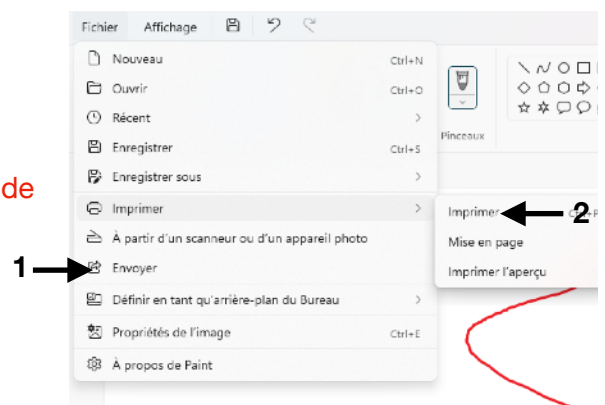 Fichier Affichage
Nouveau Ctrl+N
Ouvrir Ctrl+O
Récent
Enregistrer Ctrl+S
Pinceaux
Enregistrer sous
de
Imprimer
Imprimer 2
À partir d'un scanneur ou d'un appareil photo
Mise en page
1 Envoyer
Imprimer l'aperçu
Définir en tant qu'arrière-plan du Bureau
Propriétés de l'image Ctrl+E
À propos de Paint